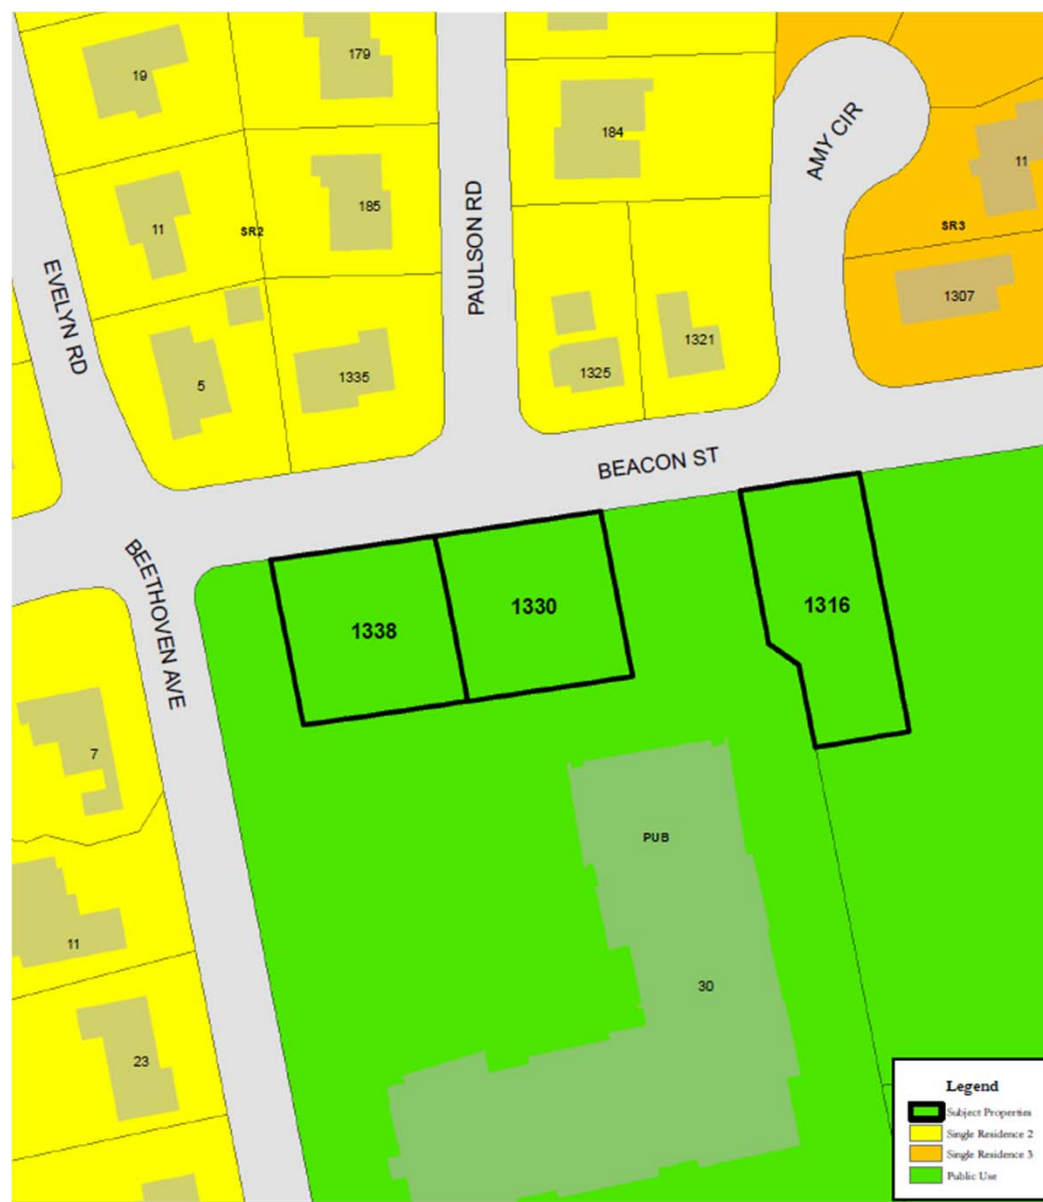 19
179
184
AMY CIR
11
11
185
SR2
PAULSON RD
SR3
EVELYN RD
1307
5
1335
1325
1321
BEACON ST
BEETHOVEN AVE
1338
1330
1316
7
PUB
11
30
23
Legend
Subject Properties
Single Residence 2
Single Residence 3
Public Use